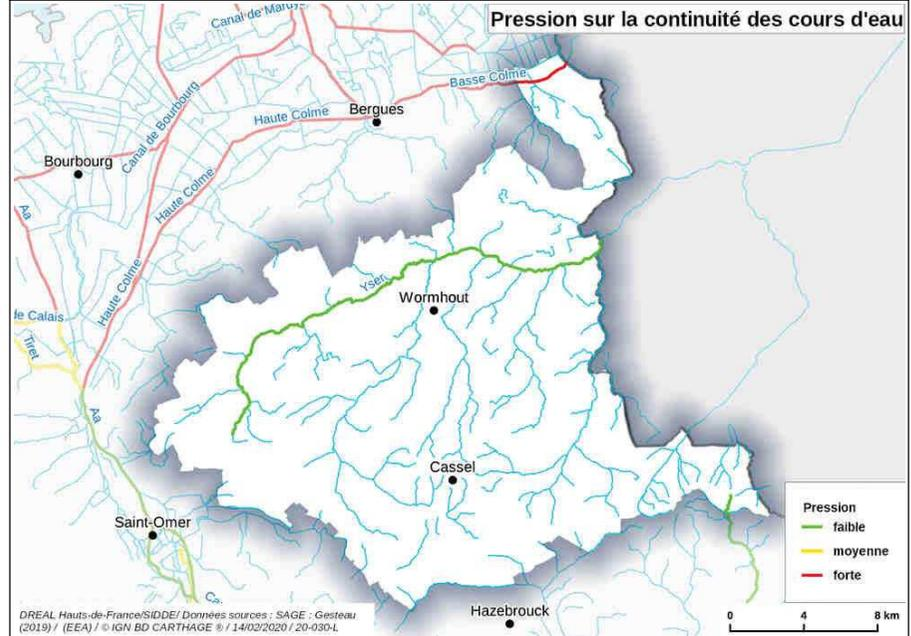 Pression sur la continuité des cours d'eau
Canal de
Basse Colme
Bergues
Haute Colme
Canal de Bourbourg
Bourbourg
Haute Colme
Aa
Haute Colme
Yser
Wormhout
de Calais
Tiret
Aa
Cassel
Saint-Omer
Hazebrouck
Pression
faible
moyenne
forte
0 4 8 km
DREAL Hauts-de-France/SIDDE/ Données sources : SAGE : Gesteau
(2019) / (EEA) / © IGN BD CARTHAGE ® / 14/02/2020 / 20-030-L